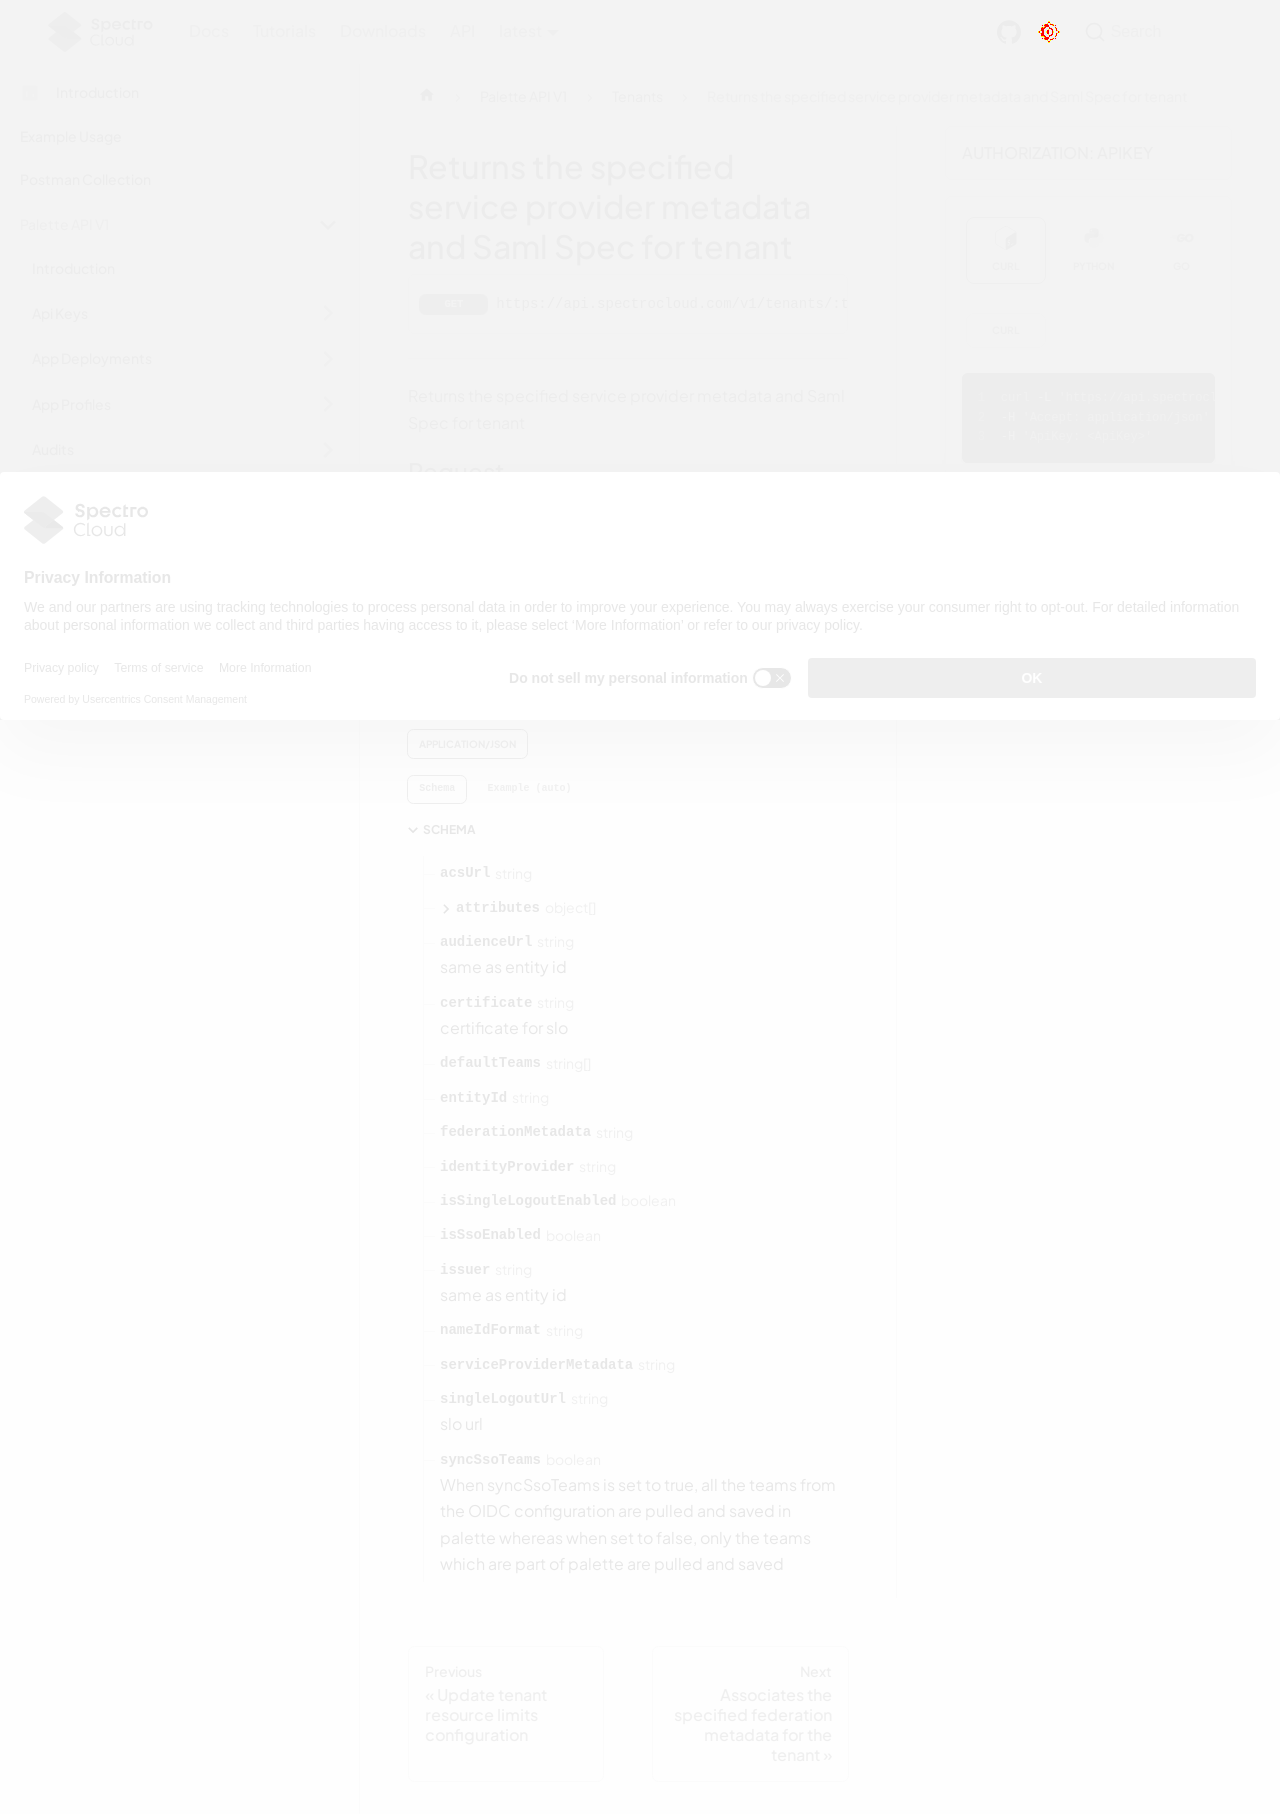 Spectro
Cloud
Docs Tutorials Downloads API latest
Search
Introduction
Palette API V1 Tenants Returns the specified service provider metadata and Saml Spec for tenant
Example Usage
Postman Collection
Palette API V1
Introduction
Api Keys
App Deployments
App Profiles
Audits
Returns the specified
service provider metadata
and Saml Spec for tenant
GET https://api.spectrocloud.com/v1/tenants/:t
Returns the specified service provider metadata and Saml
Spec for tenant
Request
AUTHORIZATION: APIKEY
CURL PYTHON GO
CURL
Spectro
Cloud
Privacy Information
We and our partners are using tracking technologies to process personal data in order to improve your experience. You may always exercise your consumer right to opt-out. For detailed information
about personal information we collect and third parties having access to it, please select 'More Information' or refer to our privacy policy.
Privacy policy Terms of service More Information
Do not sell my personal information
OK
Powered by Usercentrics Consent Management
APPLICATION/JSON
Schema Example (auto)
SCHEMA
acsUrl string
attributes object[]
audienceUrl string
same as entity id
certificate string
certificate for slo
defaultTeams string[]
entityId string
federationMetadata string
identityProvider string
isSingleLogoutEnabled boolean
isSsoEnabled boolean
issuer string
same as entity id
nameIdFormat string
serviceProviderMetadata string
singleLogoutUrl string
slo url
syncSsoTeams boolean
When syncSsoTeams is set to true, all the teams from
the OIDC configuration are pulled and saved in
palette whereas when set to false, only the teams
which are part of palette are pulled and saved
Previous
« Update tenant
resource limits
configuration
Next
Associates the
specified federation
metadata for the
tenant »